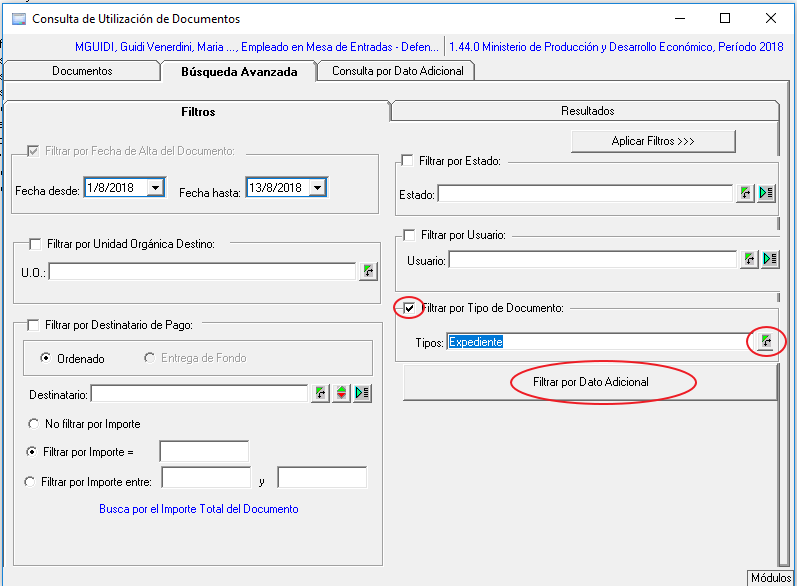 Consulta de Utilización de Documentos
MGUIDI, Guidi Venerdini, Maria ..., Empleado en Mesa de Entradas - Defen... 1.44.0 Ministerio de Producción y Desarrollo Económico, Período 2018
Documentos Búsqueda Avanzada Consulta por Dato Adicional
Filtros Resultados
Aplicar Filtros >>>
Filtrar por Fecha de Alta del Documento:
Fecha desde: 1/8/2018 Fecha hasta: 13/8/2018
Filtrar por Unidad Orgánica Destino:
U.O.:
Filtrar por Destinatario de Pago:
Ordenado Entrega de Fondo
Destinatario:
No filtrar por Importe
Filtrar por Importe =
Filtrar por Importe entre: y
Busca por el Importe Total del Documento
Filtrar por Estado:
Estado:
Filtrar por Usuario:
Usuario:
Filtrar por Tipo de Documento:
Tipos: Expediente
Filtrar por Dato Adicional
Módulos